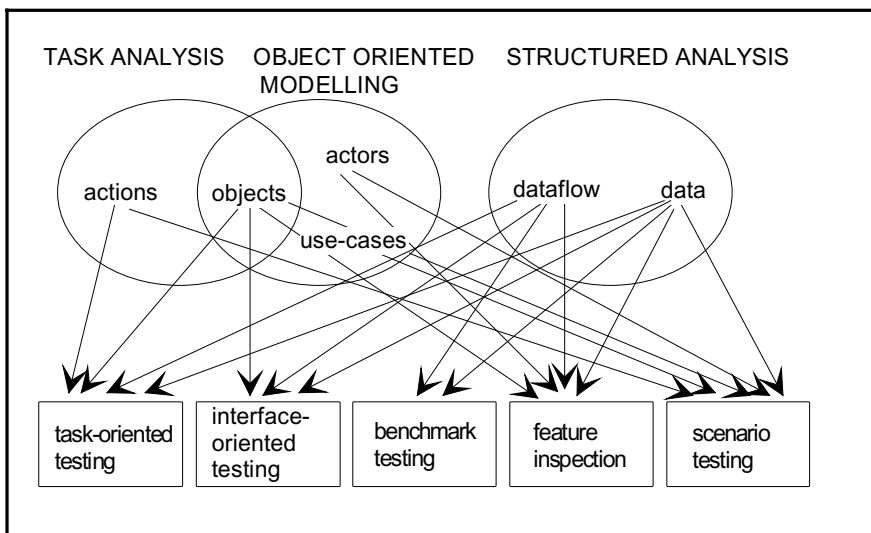 TASK ANALYSIS
OBJECT ORIENTED
MODELLING
STRUCTURED ANALYSIS
actors
actions
objects
dataflow
data
use-cases
task-oriented
testing
interface-
oriented
testing
benchmark
testing
feature
inspection
scenario
testing